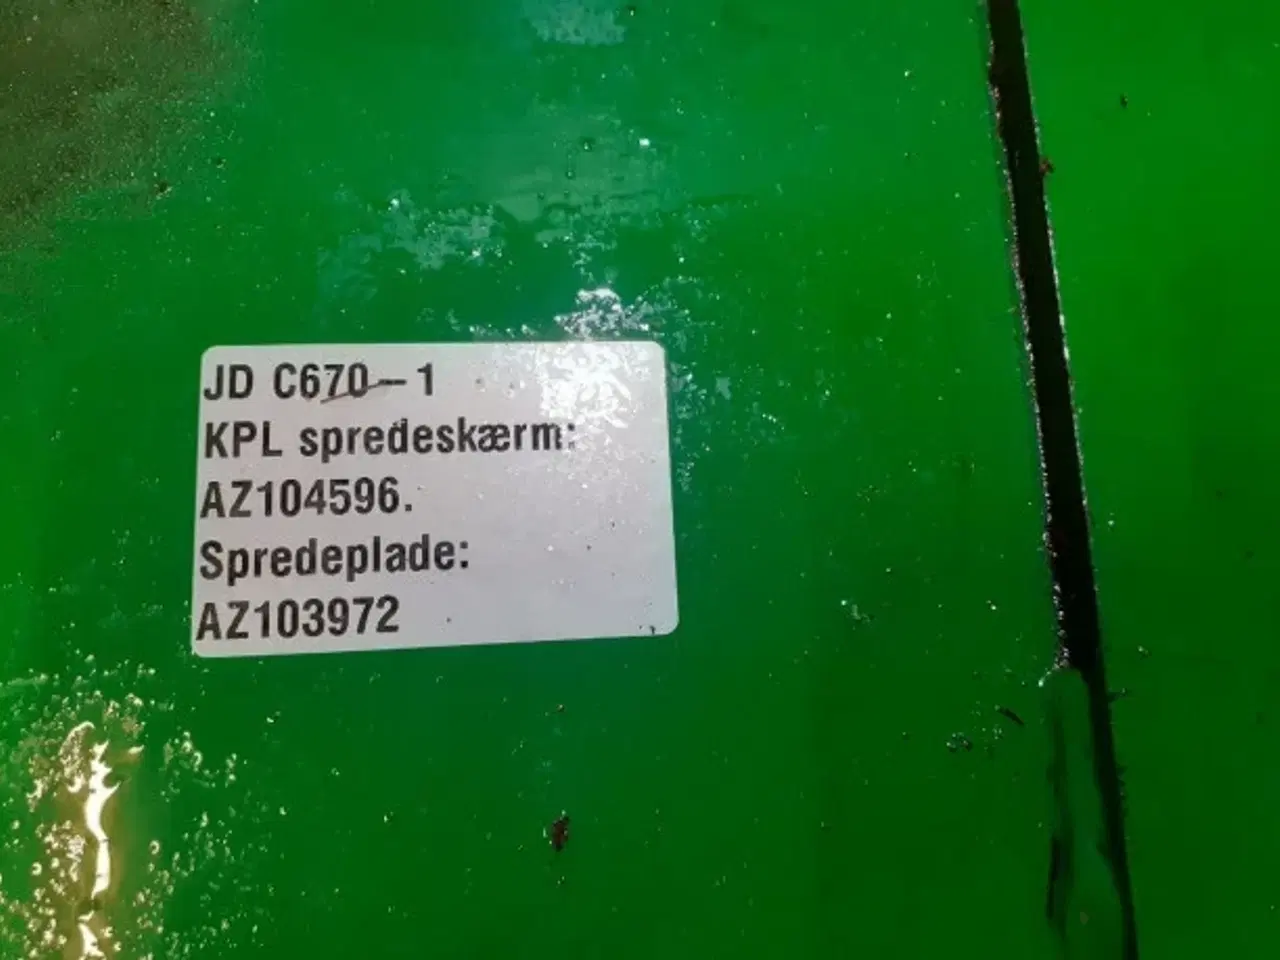 JD C670-1
KPL spredeskærm:
AZ104596.
Spredeplade:
AZ103972